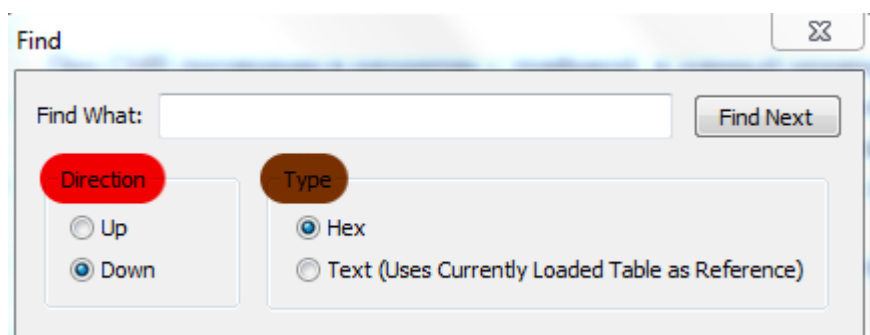 Find
Find What:
Find Next
Direction
Type
Up
Hex
Down
Text (Uses Currently Loaded Table as Reference)